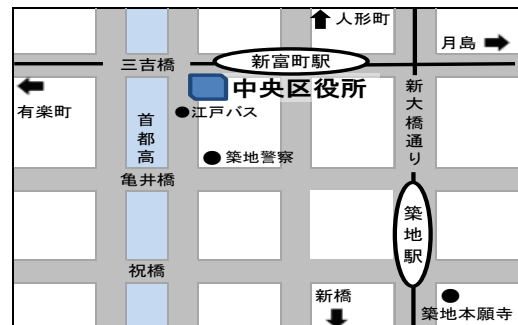 人形町
月島
新富町駅
三吉橋
中央区役所
有楽町
江戸バス
首都高
新大橋通り
築地警察
亀井橋
築地駅
祝橋
新橋
築地本願寺